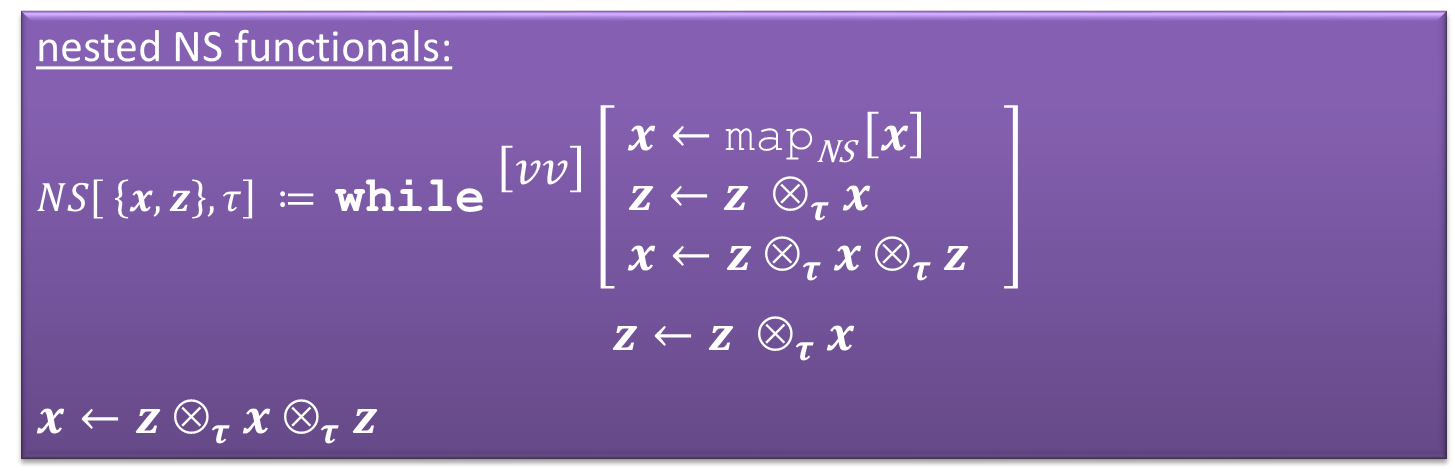 nested NS functionals:
NS[ {x, z}, τ] ≔ while [vv] [ x ← map_NS[x]
z ← z ⊗_τ x
x ← z ⊗_τ x ⊗_τ z ]
z ← z ⊗_τ x
x ← z ⊗_τ x ⊗_τ z